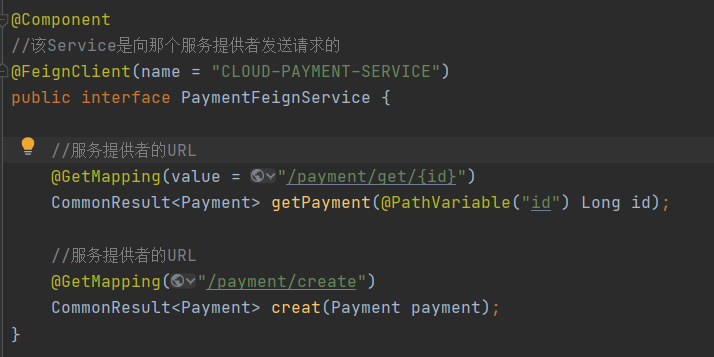 @Component
//该Service是向那个服务提供者发送请求的
@FeignClient(name = "CLOUD-PAYMENT-SERVICE")
public interface PaymentFeignService {
//服务提供者的URL
@GetMapping(value = "/payment/get/{id}")
CommonResult<Payment> getPayment(@PathVariable("id") Long id);
//服务提供者的URL
@GetMapping("/payment/create")
CommonResult<Payment> creat(Payment payment);
}